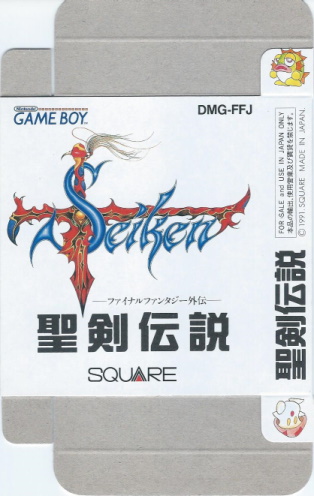 Nintendo
GAME BOY
DMG-FFJ
Seiken
ーファイナルファンタジー外伝ー
聖剣伝説
SQUARE
FOR SALE and USE IN JAPAN ONLY
本品の輸出、使用営業及び賃貸を禁じます。
© 1991 SQUARE MADE IN JAPAN.
聖剣伝説